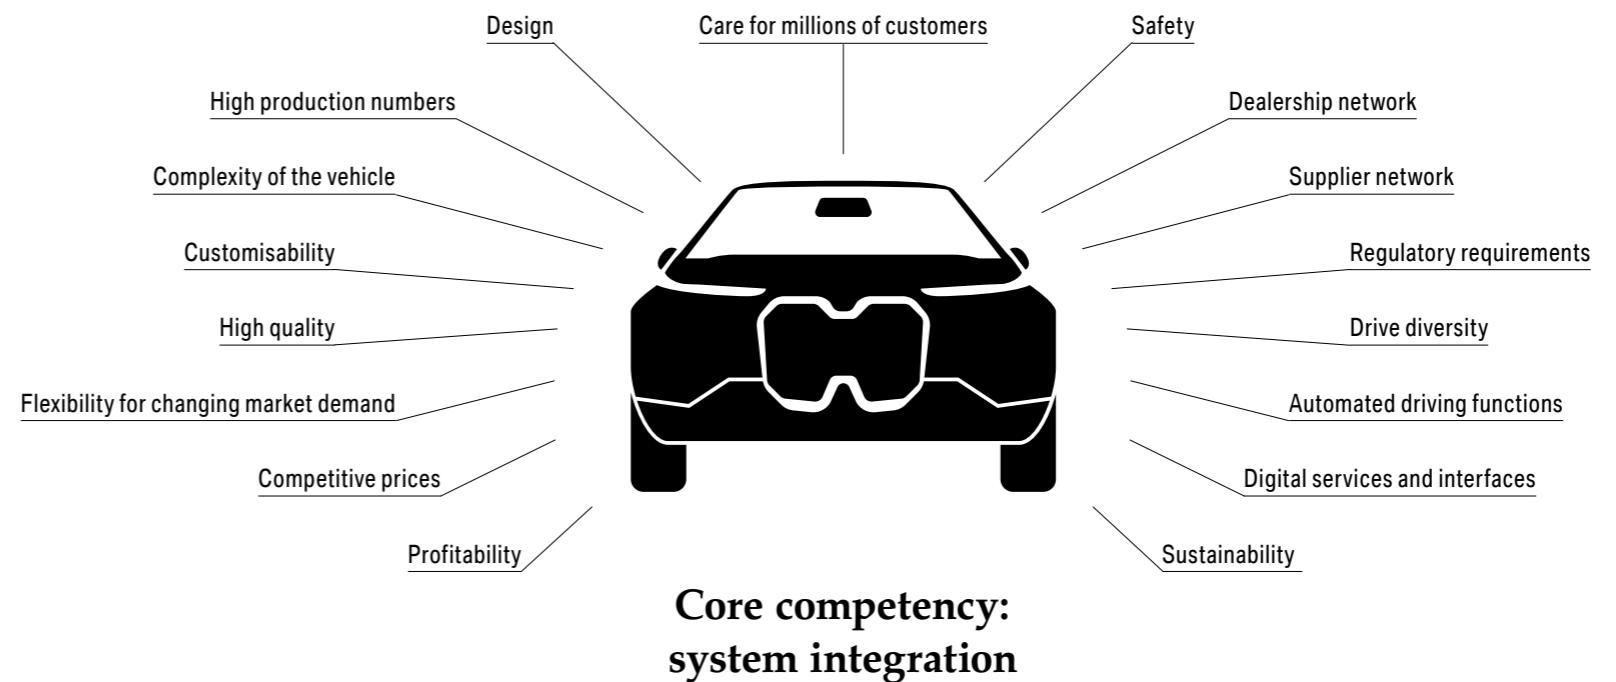 Design
Care for millions of customers
Safety
High production numbers
Dealership network
Complexity of the vehicle
Supplier network
Customisability
Regulatory requirements
High quality
Drive diversity
Flexibility for changing market demand
Automated driving functions
Competitive prices
Digital services and interfaces
Profitability
Sustainability
Core competency:
system integration